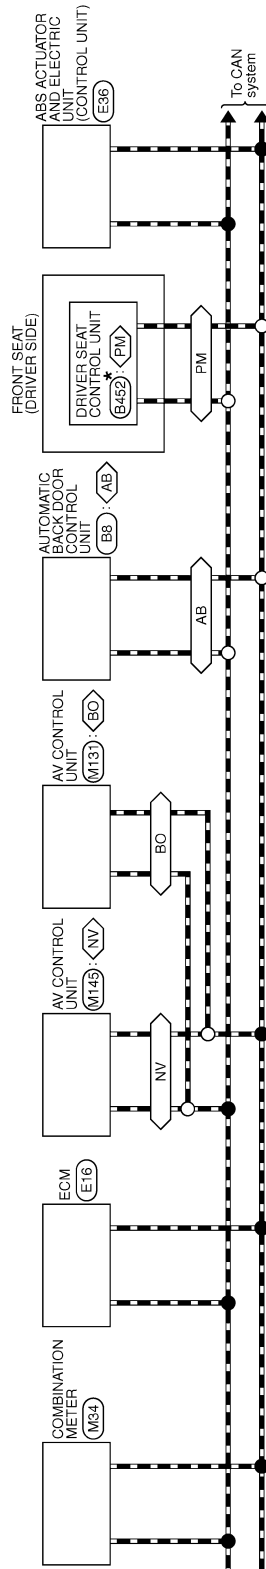 COMBINATION
METER
M34
ECM
E16
AV CONTROL
UNIT
M145 : NV
NV
AV CONTROL
UNIT
M131 : BO
BO
AUTOMATIC
BACK DOOR
CONTROL
UNIT
B8 : AB
AB
FRONT SEAT
(DRIVER SIDE)
DRIVER SEAT
CONTROL UNIT
*
B452 : PM
PM
ABS ACTUATOR
AND ELECTRIC
UNIT
(CONTROL UNIT)
E36
To CAN
system